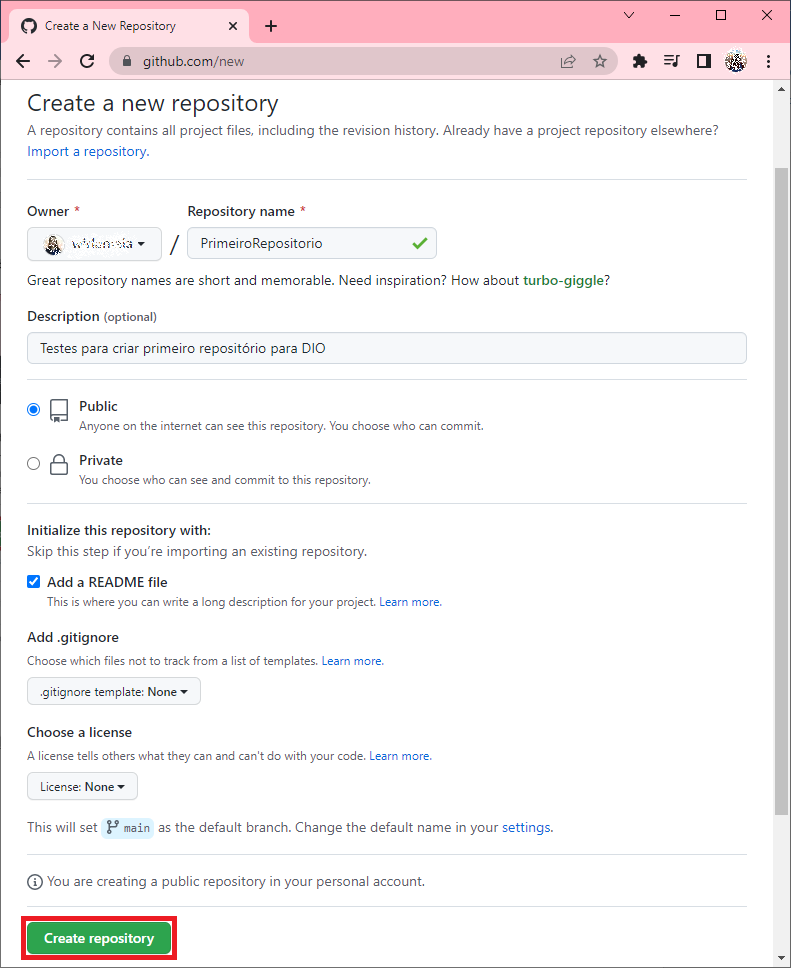 Create a New Repository
github.com/new
Create a new repository
A repository contains all project files, including the revision history. Already have a project repository elsewhere?
Import a repository.
Owner * Repository name *
/ PrimeiroRepositorio
Great repository names are short and memorable. Need inspiration? How about turbo-giggle?
Description (optional)
Testes para criar primeiro repositório para DIO
Public
Anyone on the internet can see this repository. You choose who can commit.
Private
You choose who can see and commit to this repository.
Initialize this repository with:
Skip this step if you’re importing an existing repository.
Add a README file
This is where you can write a long description for your project. Learn more.
Add .gitignore
Choose which files not to track from a list of templates. Learn more.
.gitignore template: None
Choose a license
A license tells others what they can and can't do with your code. Learn more.
License: None
This will set main as the default branch. Change the default name in your settings.
You are creating a public repository in your personal account.
Create repository